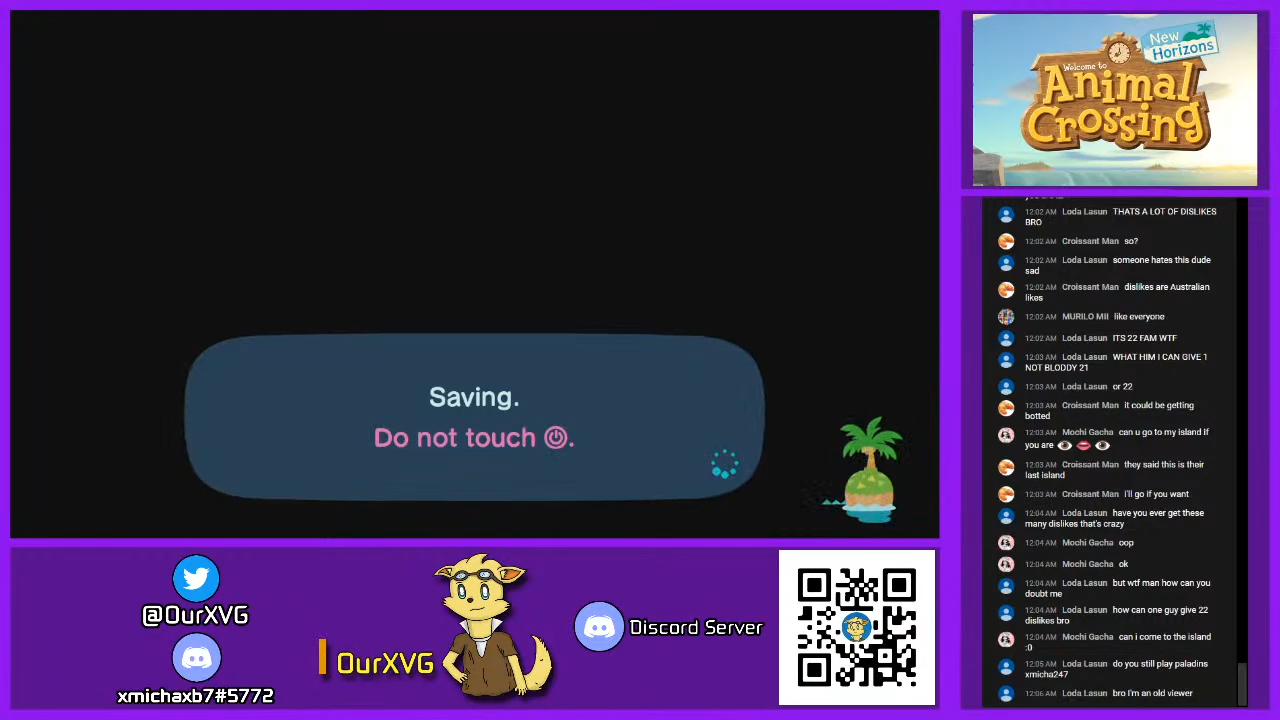 Saving.
Do not touch .
@OurXVG
xmichaxb7#5772
OurXVG
Discord Server
New
Horizons
Welcome to
Animal
Crossing
12:02 AM Loda Lasun THATS A LOT OF DISLIKES
BRO
12:02 AM Croissant Man so?
12:02 AM Loda Lasun someone hates this dude
sad
12:02 AM Croissant Man dislikes are Australian
likes
12:02 AM MURILO MII like everyone
12:02 AM Loda Lasun ITS 22 FAM WTF
12:03 AM Loda Lasun WHAT HIM I CAN GIVE 1
NOT BLODDY 21
12:03 AM Loda Lasun or 22
12:03 AM Croissant Man it could be getting
botted
12:03 AM Mochi Gacha can u go to my island if
you are 👁👄👁
12:03 AM Croissant Man they said this is their
last island
12:03 AM Croissant Man I'll go if you want
12:04 AM Loda Lasun have you ever get these
many dislikes that's crazy
12:04 AM Mochi Gacha oop
12:04 AM Mochi Gacha ok
12:04 AM Loda Lasun but wtf man how can you
doubt me
12:04 AM Loda Lasun how can one guy give 22
dislikes bro
12:04 AM Mochi Gacha can i come to the island
:0
12:05 AM Loda Lasun do you still play paladins
xmicha247
12:06 AM Loda Lasun bro I'm an old viewer